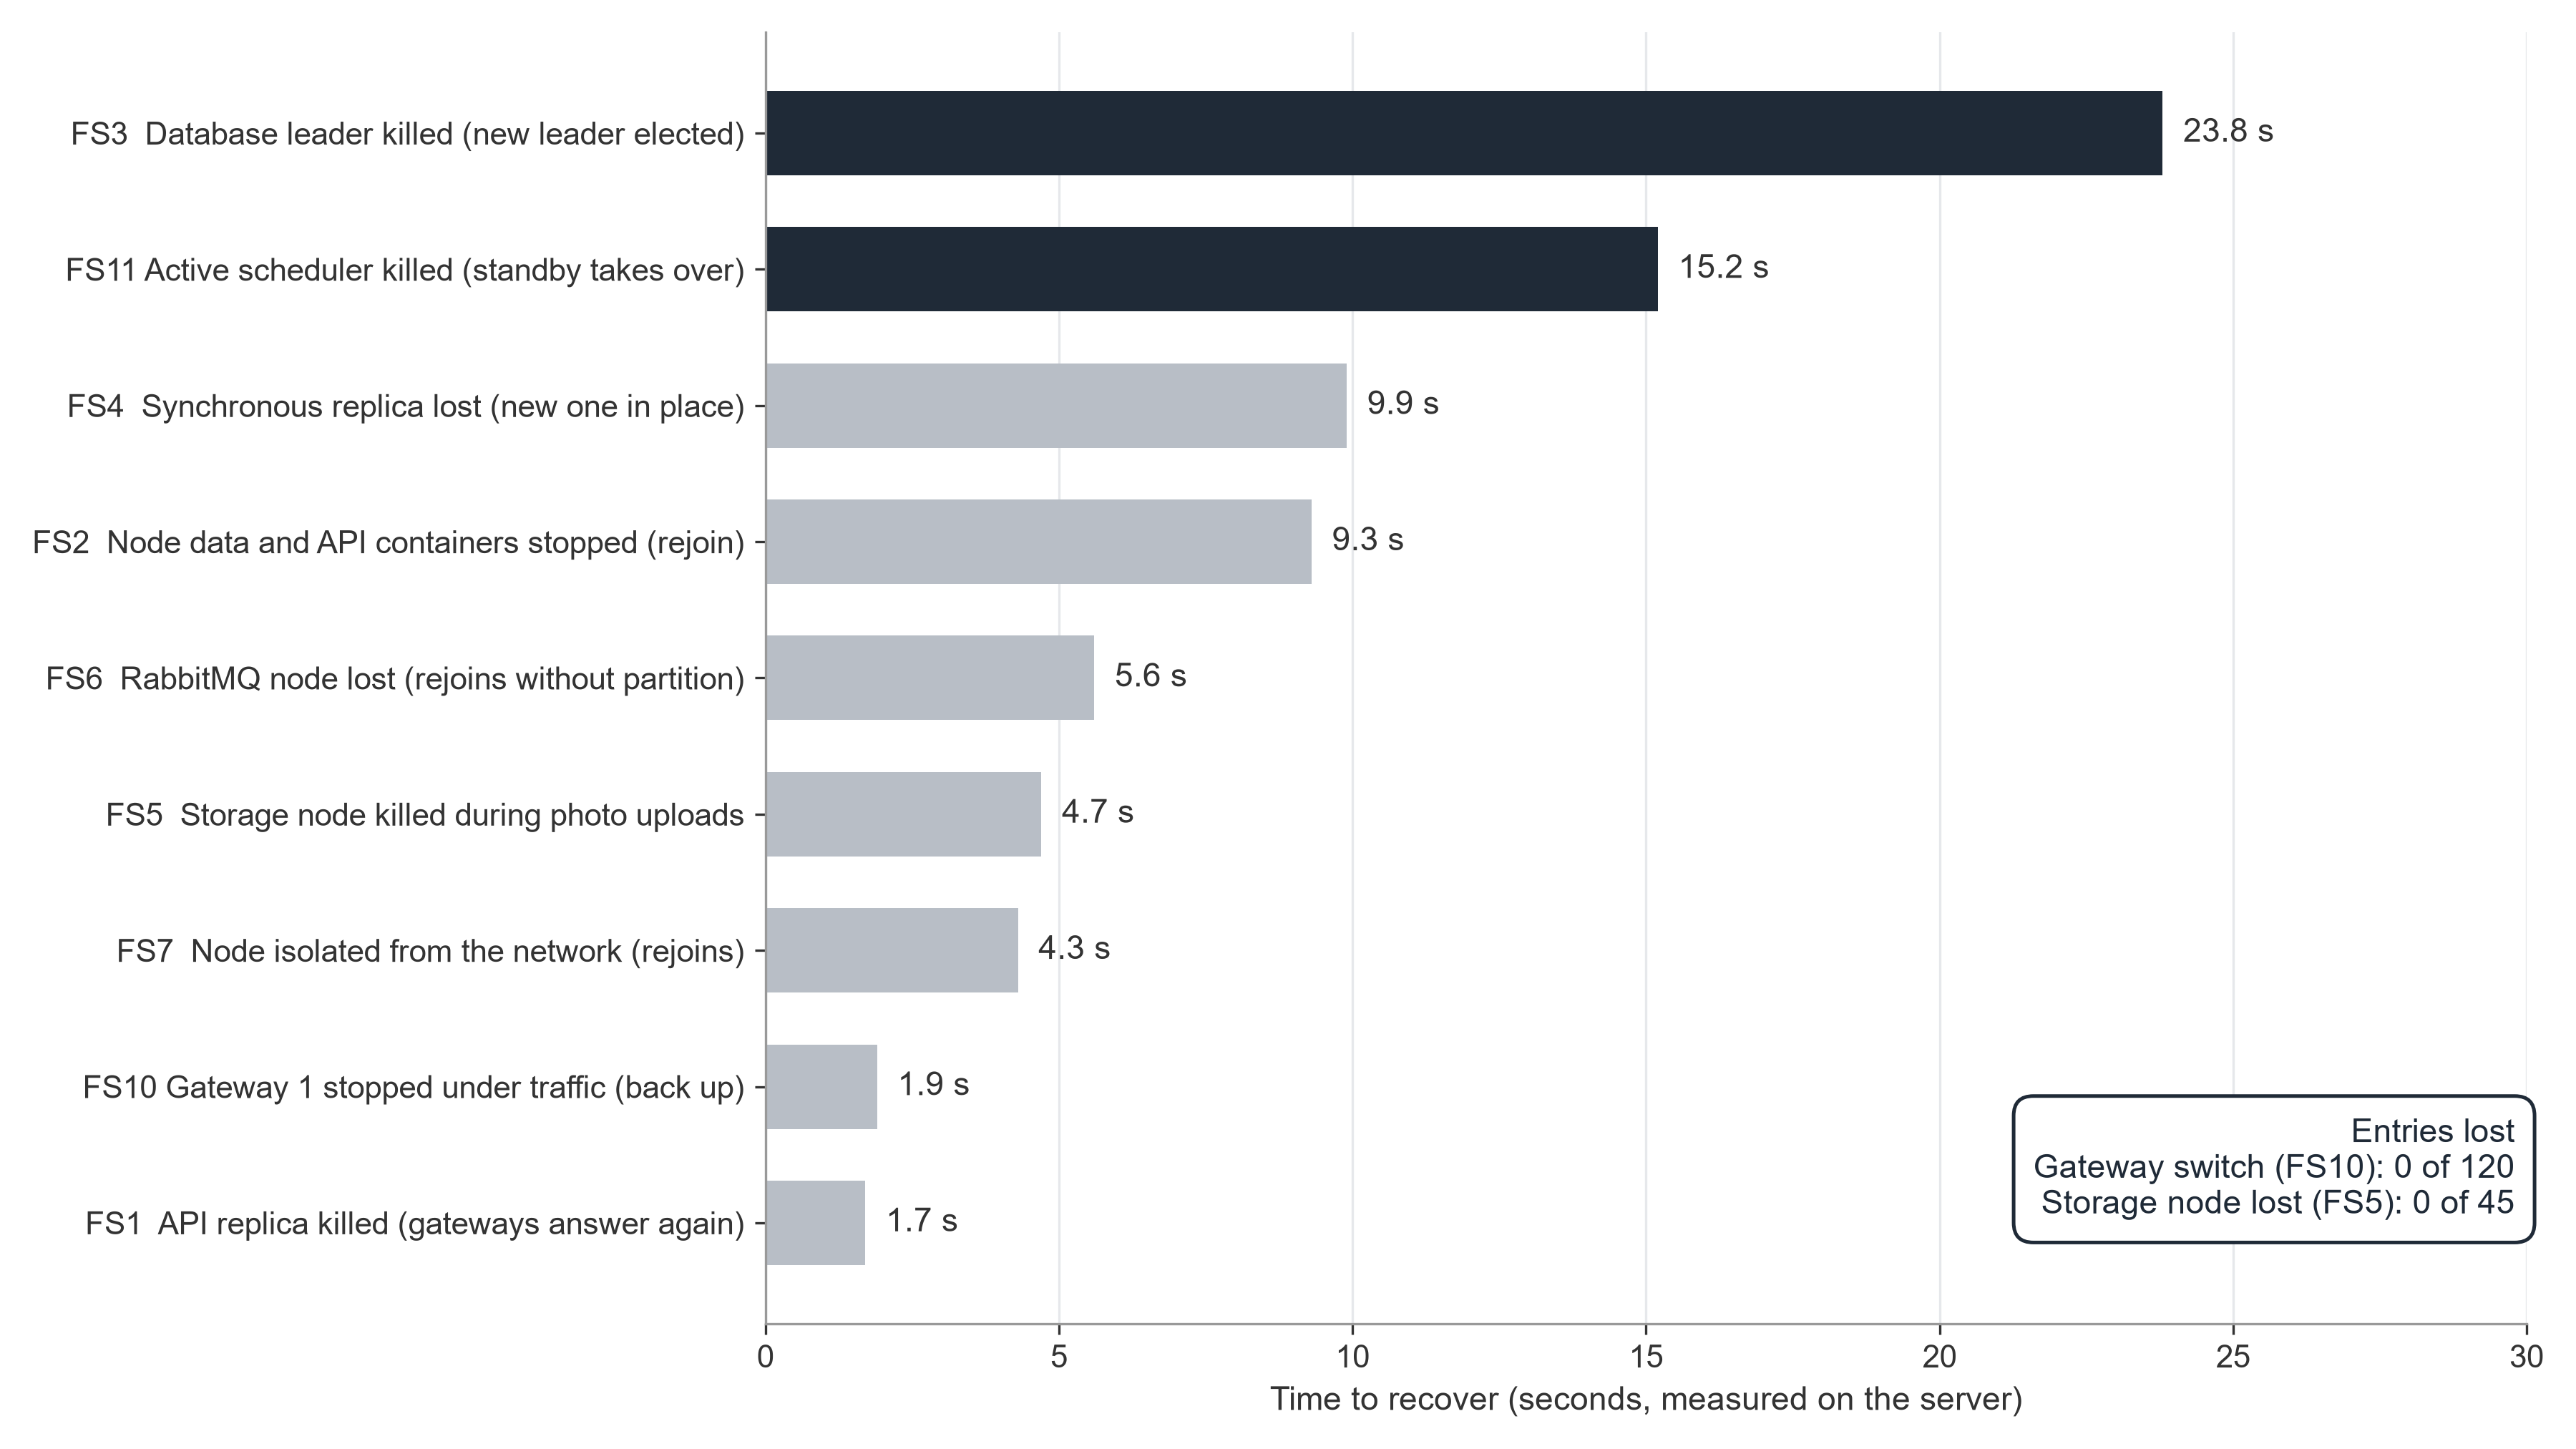 FS3  Database leader killed (new leader elected)
23.8 s
FS11 Active scheduler killed (standby takes over)
15.2 s
FS4  Synchronous replica lost (new one in place)
9.9 s
FS2  Node data and API containers stopped (rejoin)
9.3 s
FS6  RabbitMQ node lost (rejoins without partition)
5.6 s
FS5  Storage node killed during photo uploads
4.7 s
FS7  Node isolated from the network (rejoins)
4.3 s
FS10 Gateway 1 stopped under traffic (back up)
1.9 s
FS1  API replica killed (gateways answer again)
1.7 s
Entries lost
Gateway switch (FS10): 0 of 120
Storage node lost (FS5): 0 of 45
0 5 10 15 20 25 30
Time to recover (seconds, measured on the server)